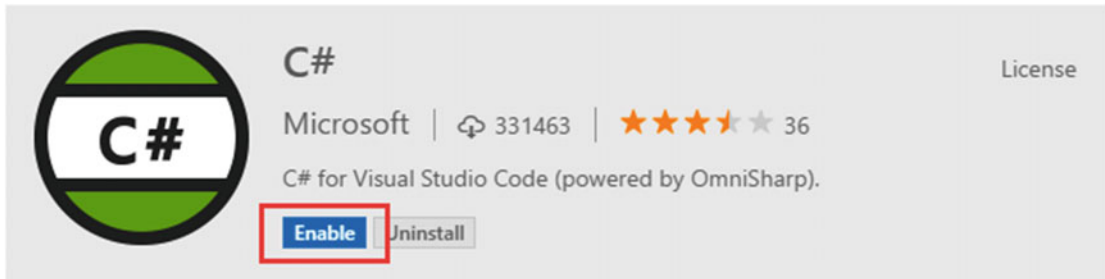 C#
C#
License
Microsoft | 331463 | 36
C# for Visual Studio Code (powered by OmniSharp).
Enable Uninstall